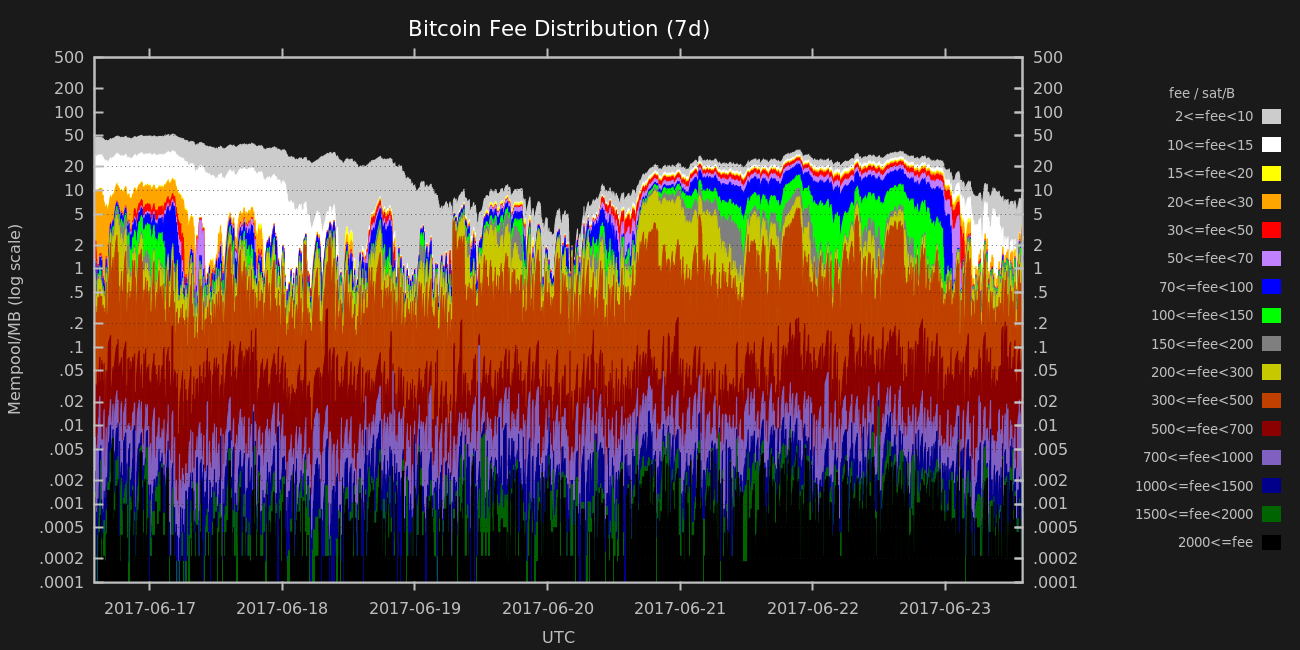 Bitcoin Fee Distribution (7d)
Mempool/MB (log scale)
500
200
100
50
20
10
5
2
1
.5
.2
.1
.05
.02
.01
.005
.002
.001
.0005
.0002
.0001
500
200
100
50
20
10
5
2
1
.5
.2
.1
.05
.02
.01
.005
.002
.001
.0005
.0002
.0001
2017-06-17 2017-06-18 2017-06-19 2017-06-20 2017-06-21 2017-06-22 2017-06-23
UTC
fee / sat/B
2<=fee<10
10<=fee<15
15<=fee<20
20<=fee<30
30<=fee<50
50<=fee<70
70<=fee<100
100<=fee<150
150<=fee<200
200<=fee<300
300<=fee<500
500<=fee<700
700<=fee<1000
1000<=fee<1500
1500<=fee<2000
2000<=fee